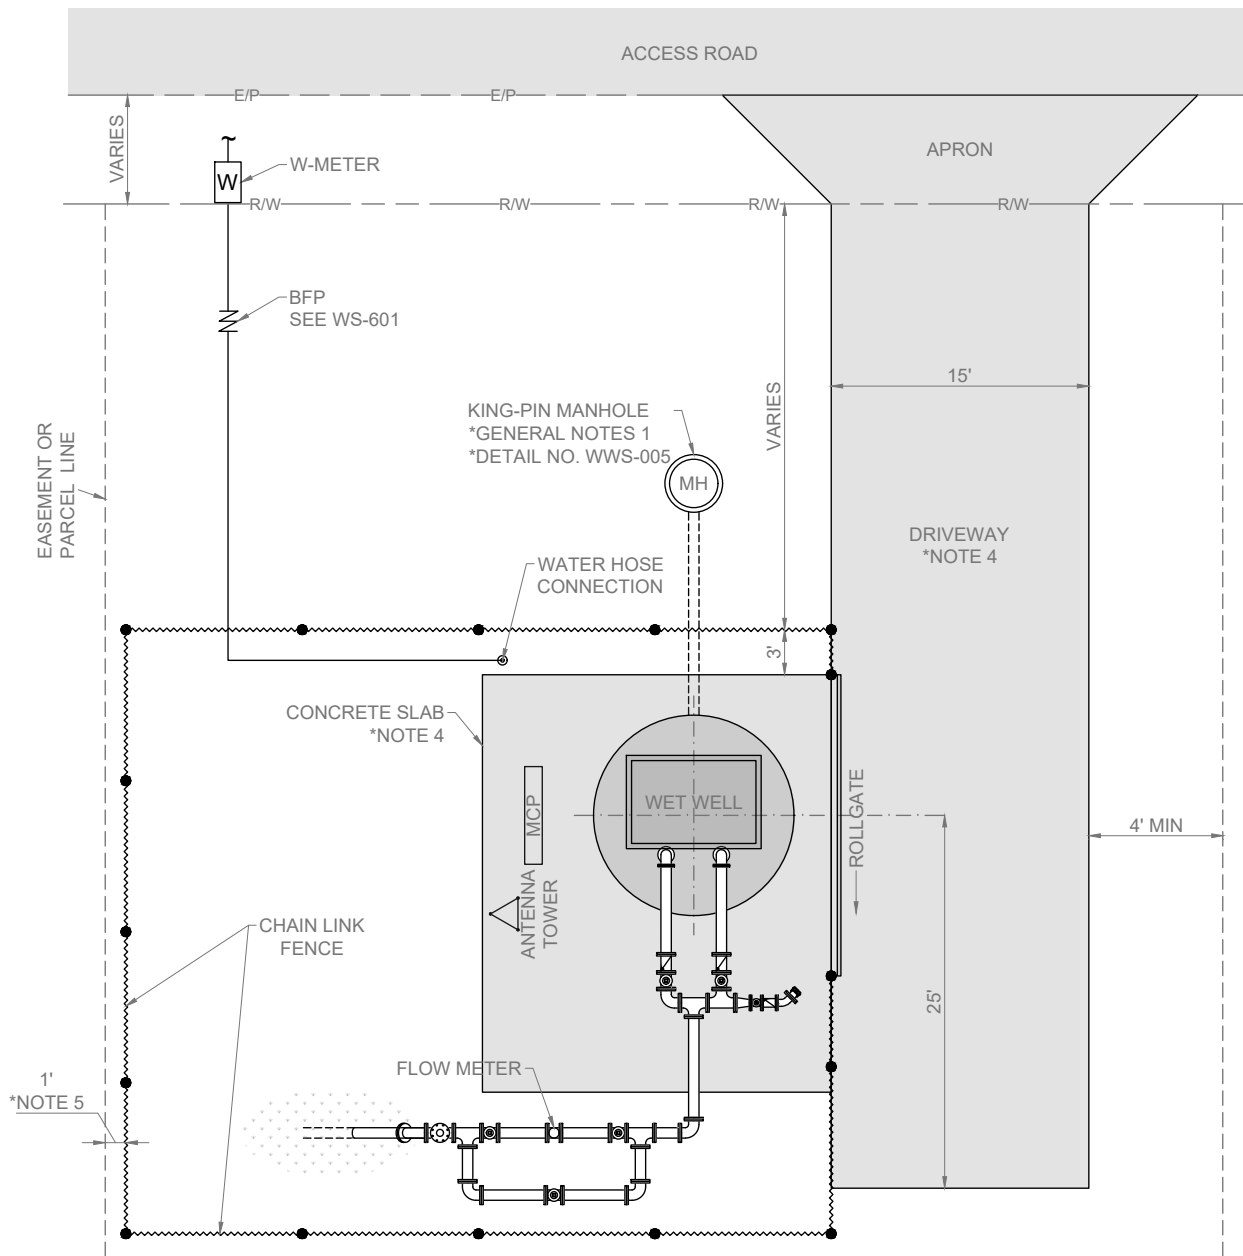 ACCESS ROAD
E/P
E/P
VARIES
W-METER
W
APRON
R/W
R/W
R/W
R/W
BFP
SEE WS-601
15'
VARIES
KING-PIN MANHOLE
*GENERAL NOTES 1
*DETAIL NO. WWS-005
MH
EASEMENT OR
PARCEL LINE
DRIVEWAY
*NOTE 4
WATER HOSE
CONNECTION
3'
CONCRETE SLAB
*NOTE 4
MCP
WET WELL
ROLLGATE
4' MIN
ANTENNA
TOWER
CHAIN LINK
FENCE
25'
FLOW METER
1'
*NOTE 5